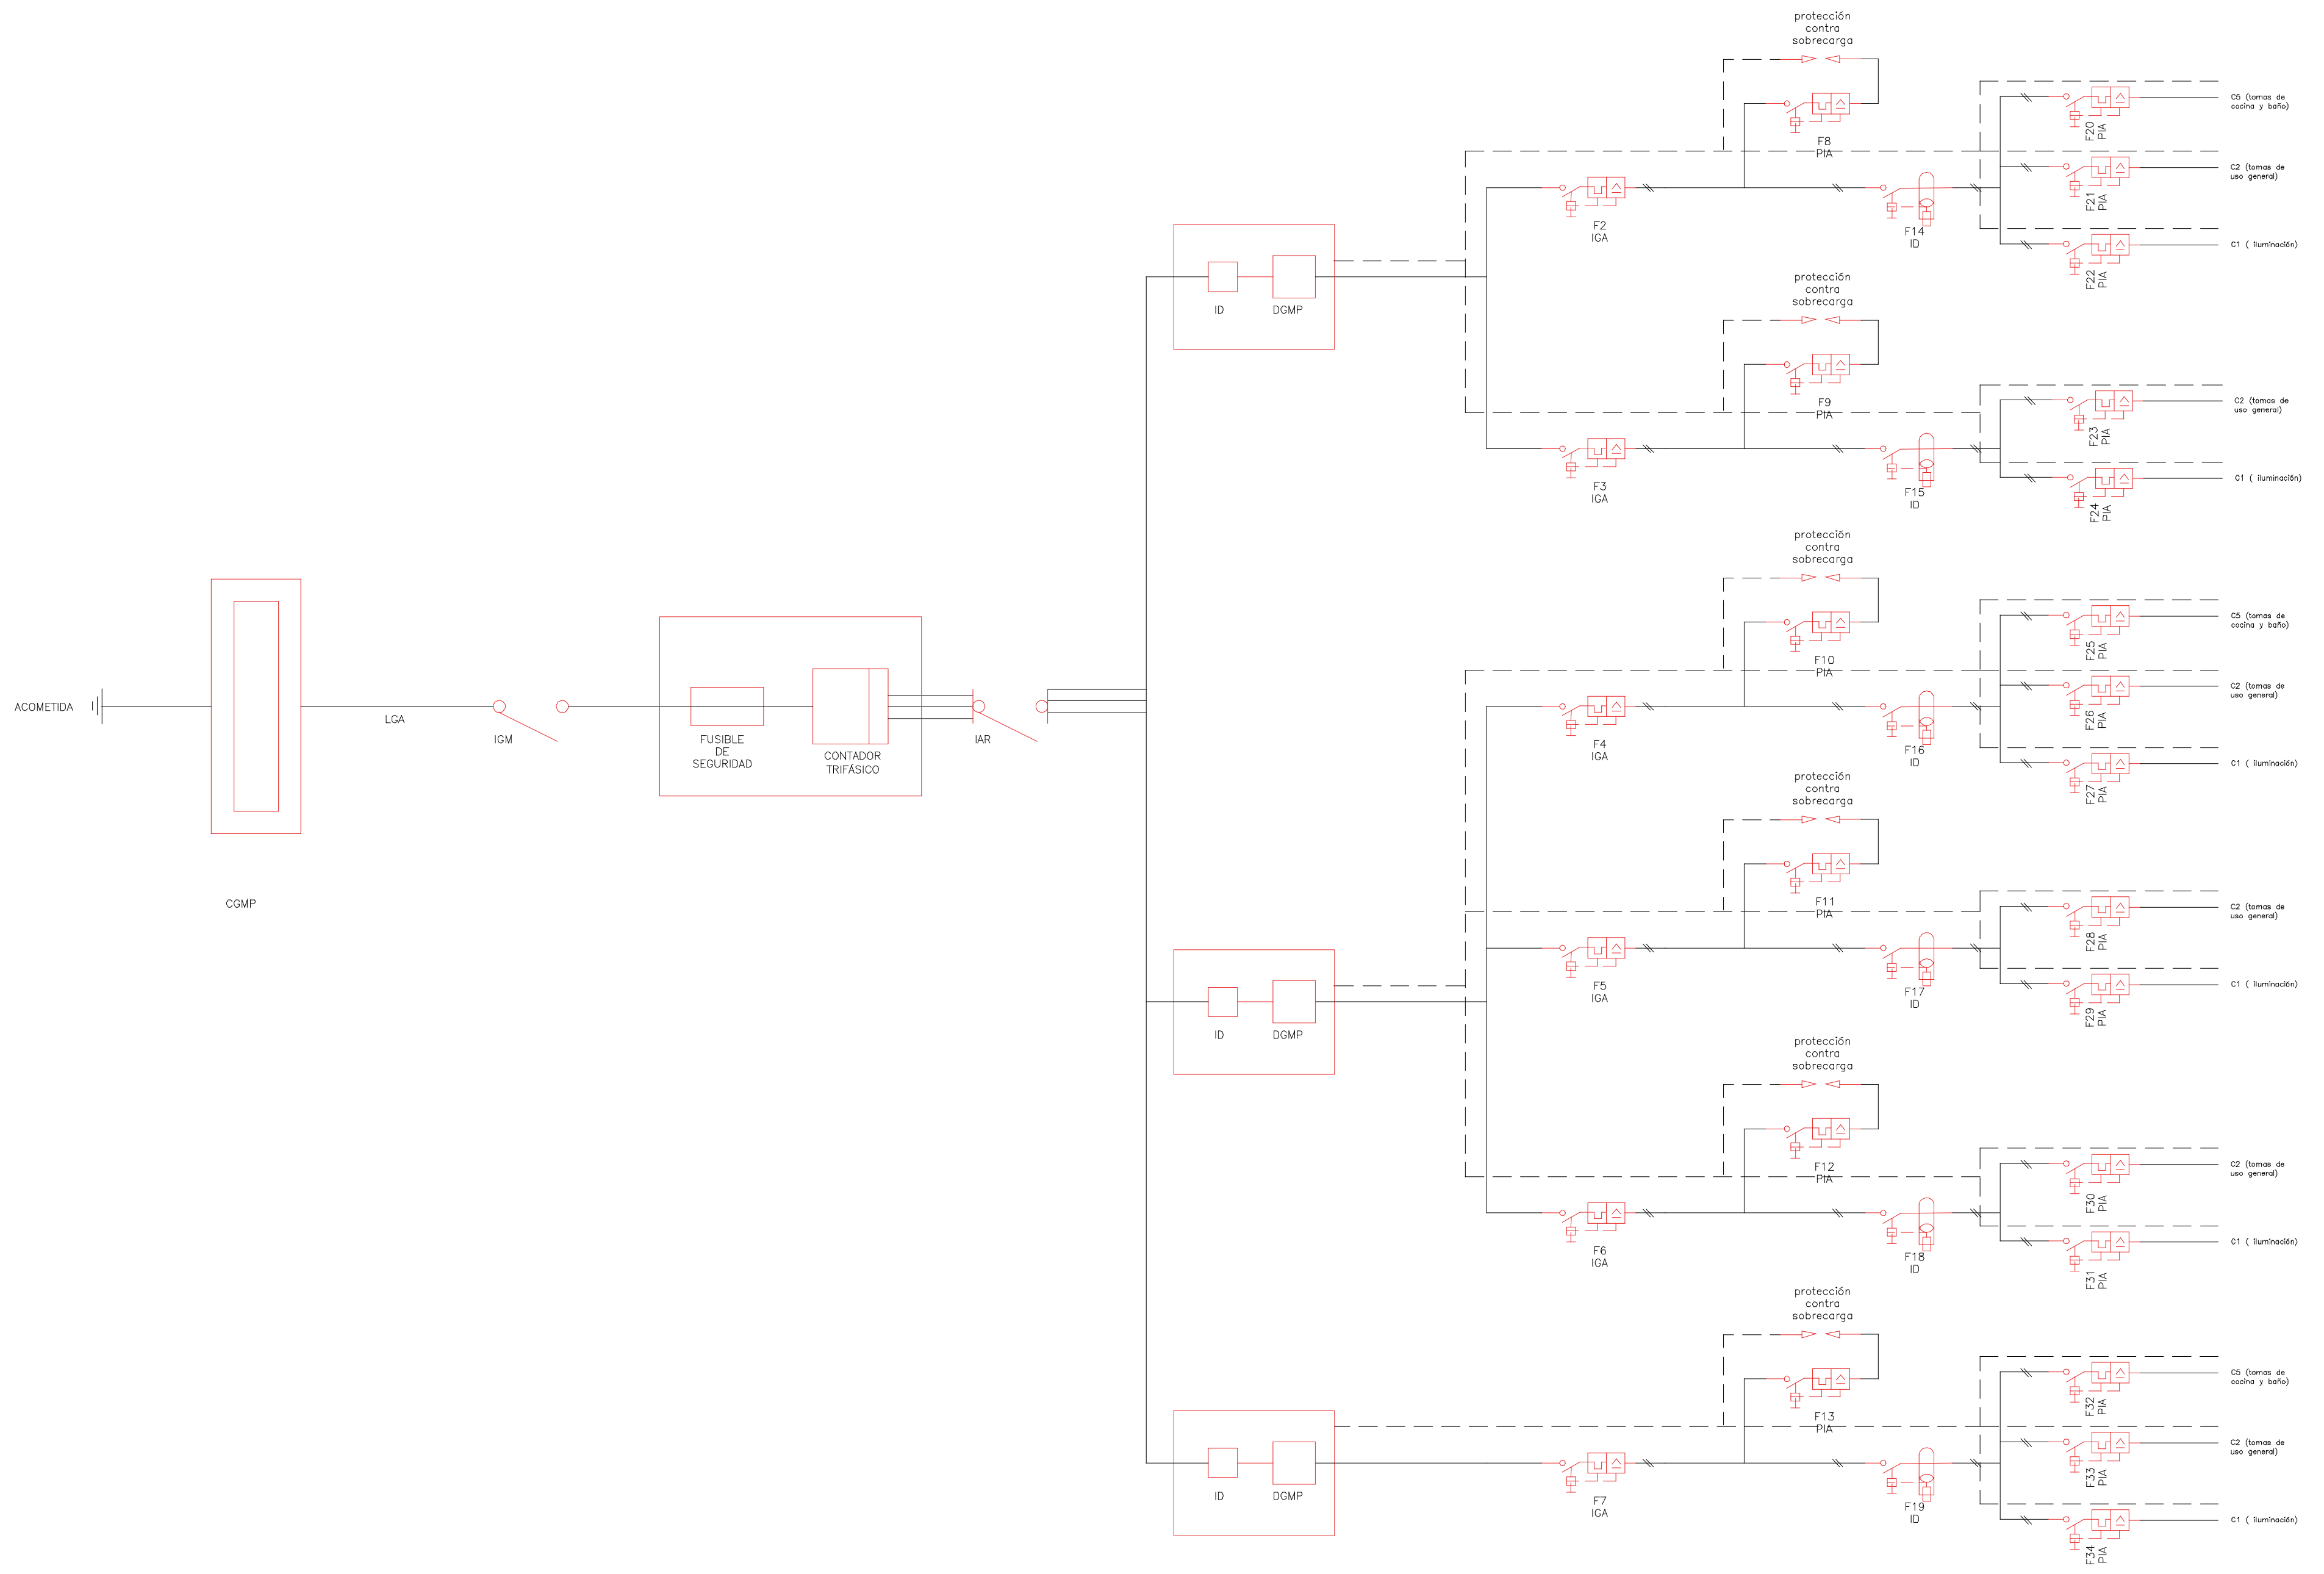 ACOMETIDA
CGMP
LGA
IGM
FUSIBLE
DE
SEGURIDAD
CONTADOR
TRIFÁSICO
IAR
ID
DGMP
protección
contra
sobrecarga
F8
PIA
F2
IGA
F14
ID
F20
PIA
C5 (tomas de
cocina y baño)
F21
PIA
C2 (tomas de
uso general)
F22
PIA
C1 ( iluminación)
protección
contra
sobrecarga
F9
PIA
F3
IGA
F15
ID
F23
PIA
C2 (tomas de
uso general)
F24
PIA
C1 ( iluminación)
ID
DGMP
protección
contra
sobrecarga
F10
PIA
F4
IGA
F16
ID
F25
PIA
C5 (tomas de
cocina y baño)
F26
PIA
C2 (tomas de
uso general)
F27
PIA
C1 ( iluminación)
protección
contra
sobrecarga
F11
PIA
F5
IGA
F17
ID
F28
PIA
C2 (tomas de
uso general)
F29
PIA
C1 ( iluminación)
protección
contra
sobrecarga
F12
PIA
F6
IGA
F18
ID
F30
PIA
C2 (tomas de
uso general)
F31
PIA
C1 ( iluminación)
ID
DGMP
protección
contra
sobrecarga
F13
PIA
F7
IGA
F19
ID
F32
PIA
C5 (tomas de
cocina y baño)
F33
PIA
C2 (tomas de
uso general)
F34
PIA
C1 ( iluminación)